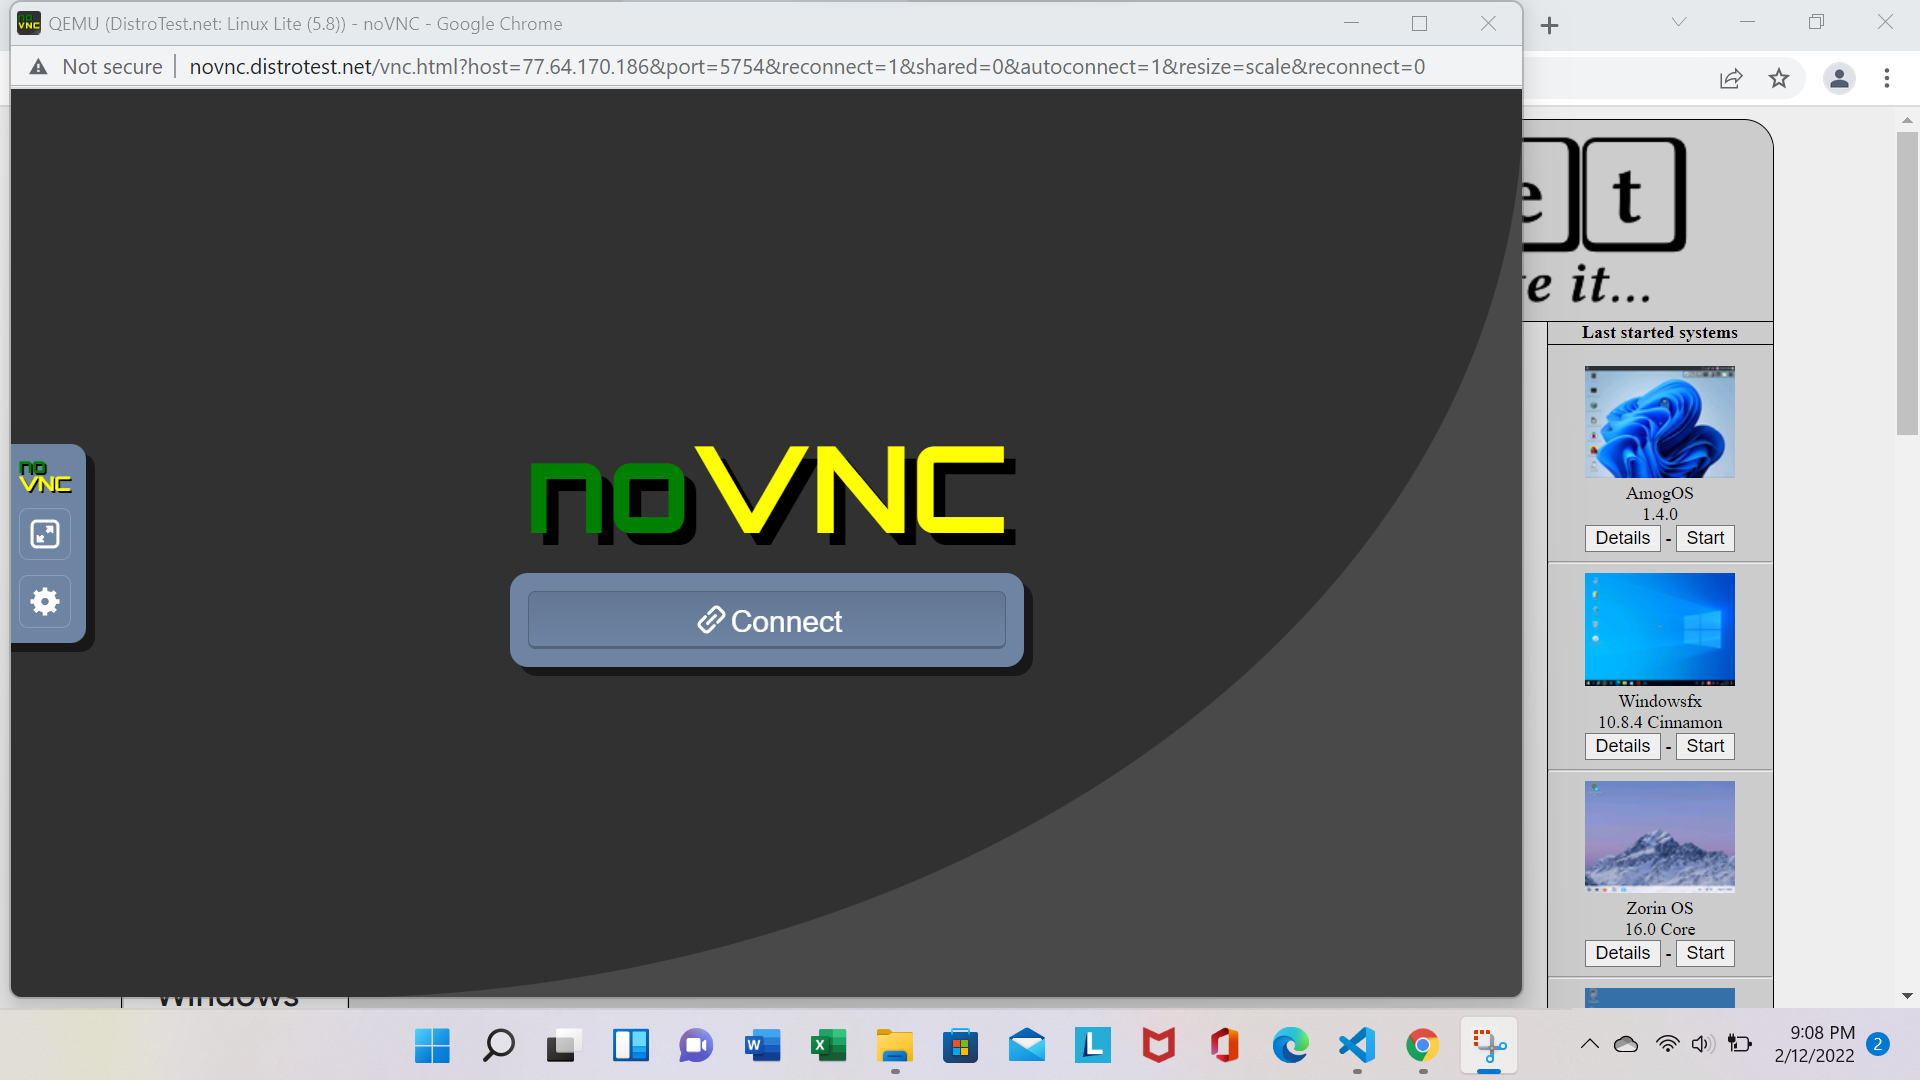 QEMU (DistroTest.net: Linux Lite (5.8)) - noVNC - Google Chrome
Not secure
novnc.distrotest.net/vnc.html?host=77.64.170.186&port=5754&reconnect=1&shared=0&autoconnect=1&resize=scale&reconnect=0
no
VNC
noVNC
Connect
e t
e it...
Last started systems
AmogOS
1.4.0
Details - Start
Windowsfx
10.8.4 Cinnamon
Details - Start
Zorin OS
16.0 Core
Details - Start
Windows
9:08 PM
2/12/2022
2